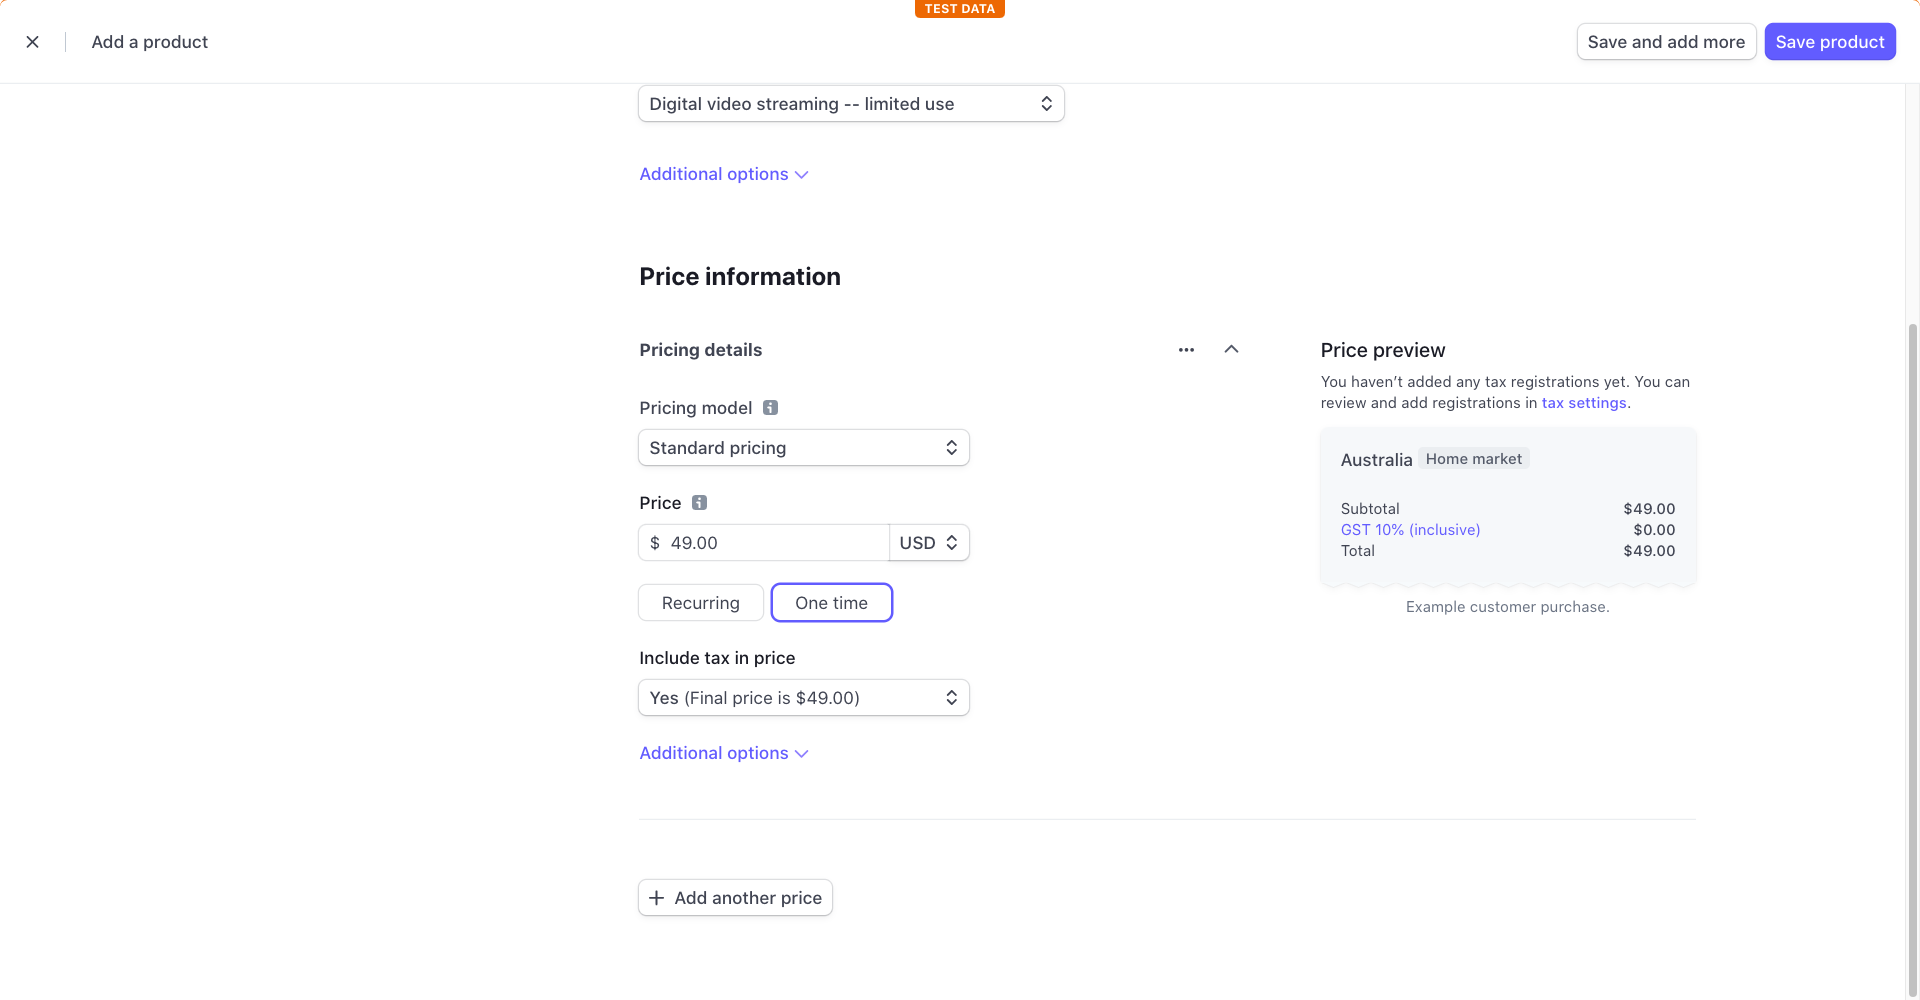 TEST DATA
Add a product
Save and add more
Save product
Digital video streaming -- limited use
Additional options
Price information
Pricing details
Pricing model
Standard pricing
Price
$ 49.00 USD
Recurring
One time
Include tax in price
Yes (Final price is $49.00)
Additional options
Add another price
Price preview
You haven’t added any tax registrations yet. You can
review and add registrations in tax settings.
Australia Home market
Subtotal $49.00
GST 10% (inclusive) $0.00
Total $49.00
Example customer purchase.